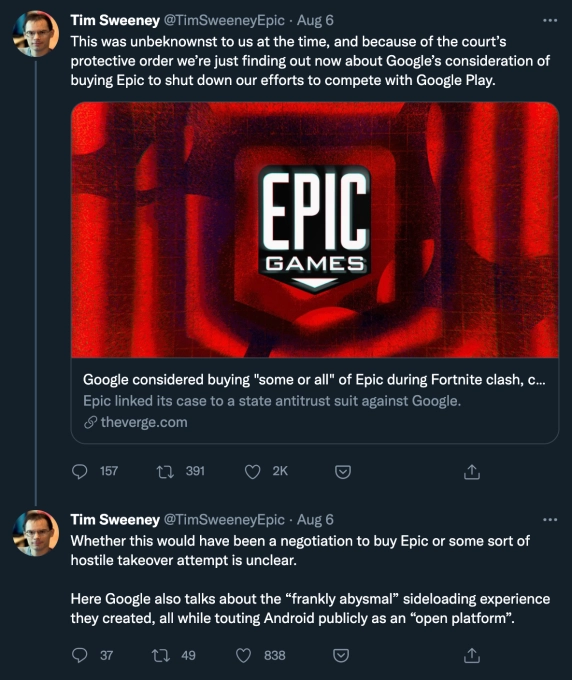 Tim Sweeney @TimSweeneyEpic · Aug 6
This was unbeknownst to us at the time, and because of the court’s
protective order we’re just finding out now about Google’s consideration of
buying Epic to shut down our efforts to compete with Google Play.
EPIC
GAMES
Google considered buying "some or all" of Epic during Fortnite clash, c...
Epic linked its case to a state antitrust suit against Google.
theverge.com
157 391 2K
Tim Sweeney @TimSweeneyEpic · Aug 6
Whether this would have been a negotiation to buy Epic or some sort of
hostile takeover attempt is unclear.
Here Google also talks about the “frankly abysmal” sideloading experience
they created, all while touting Android publicly as an “open platform”.
37 49 838